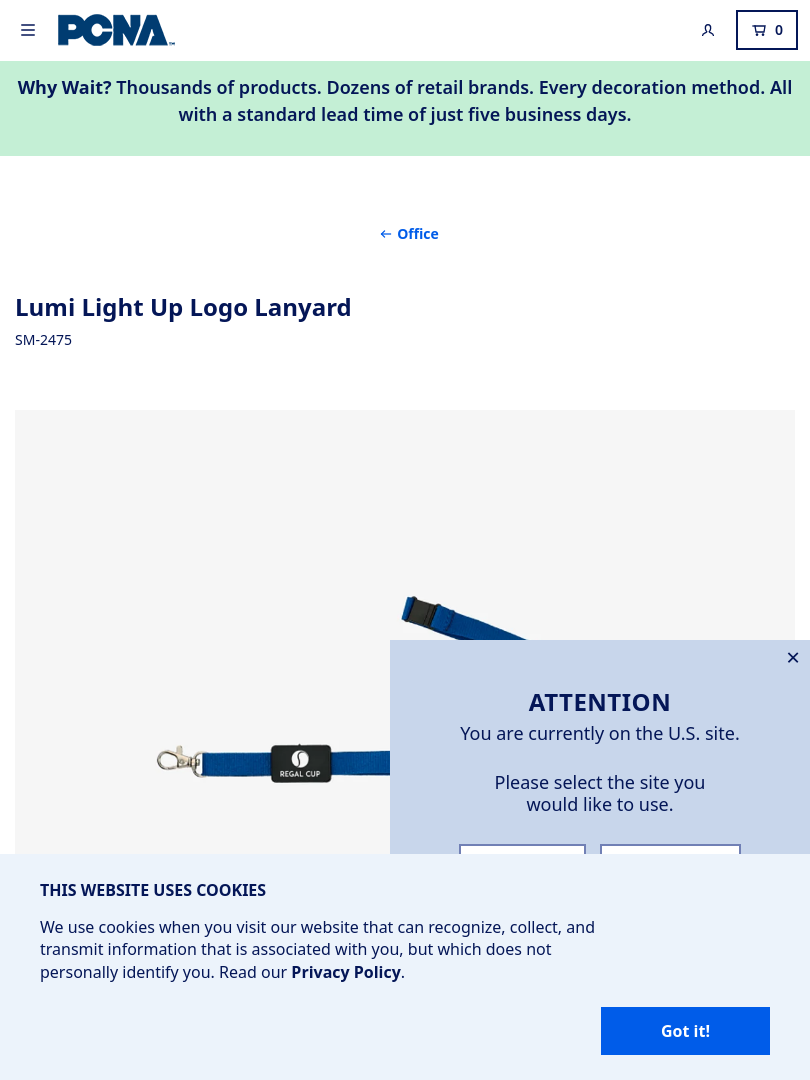 PCNA
0
Why Wait? Thousands of products. Dozens of retail brands. Every decoration method. All
with a standard lead time of just five business days.
← Office
Lumi Light Up Logo Lanyard
SM-2475
REGAL CUP
ATTENTION
You are currently on the U.S. site.
Please select the site you
would like to use.
THIS WEBSITE USES COOKIES
We use cookies when you visit our website that can recognize, collect, and
transmit information that is associated with you, but which does not
personally identify you. Read our Privacy Policy.
Got it!